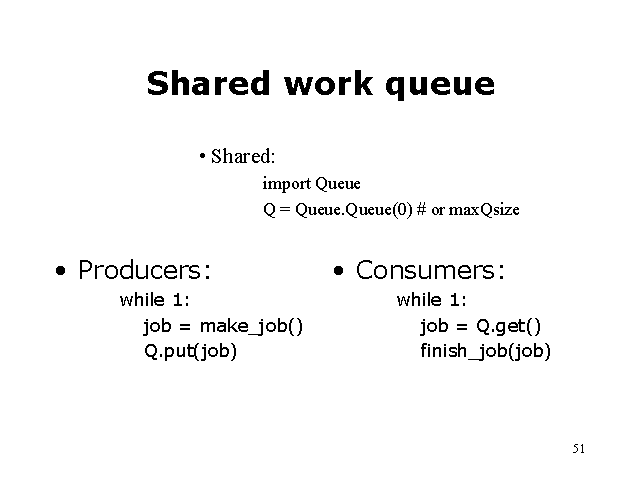 Shared work queue
• Shared:
import Queue
Q = Queue.Queue(0) # or maxQsize
• Producers:
while 1:
job = make_job()
Q.put(job)
• Consumers:
while 1:
job = Q.get()
finish_job(job)
51